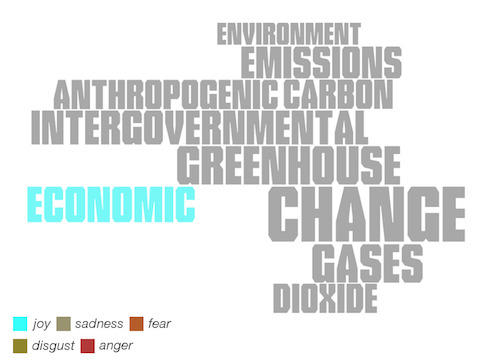 ENVIRONMENT
EMISSIONS
ANTHROPOGENIC CARBON
INTERGOVERNMENTAL
GREENHOUSE
ECONOMIC CHANGE
GASES
DIOXIDE
joy sadness fear
disgust anger